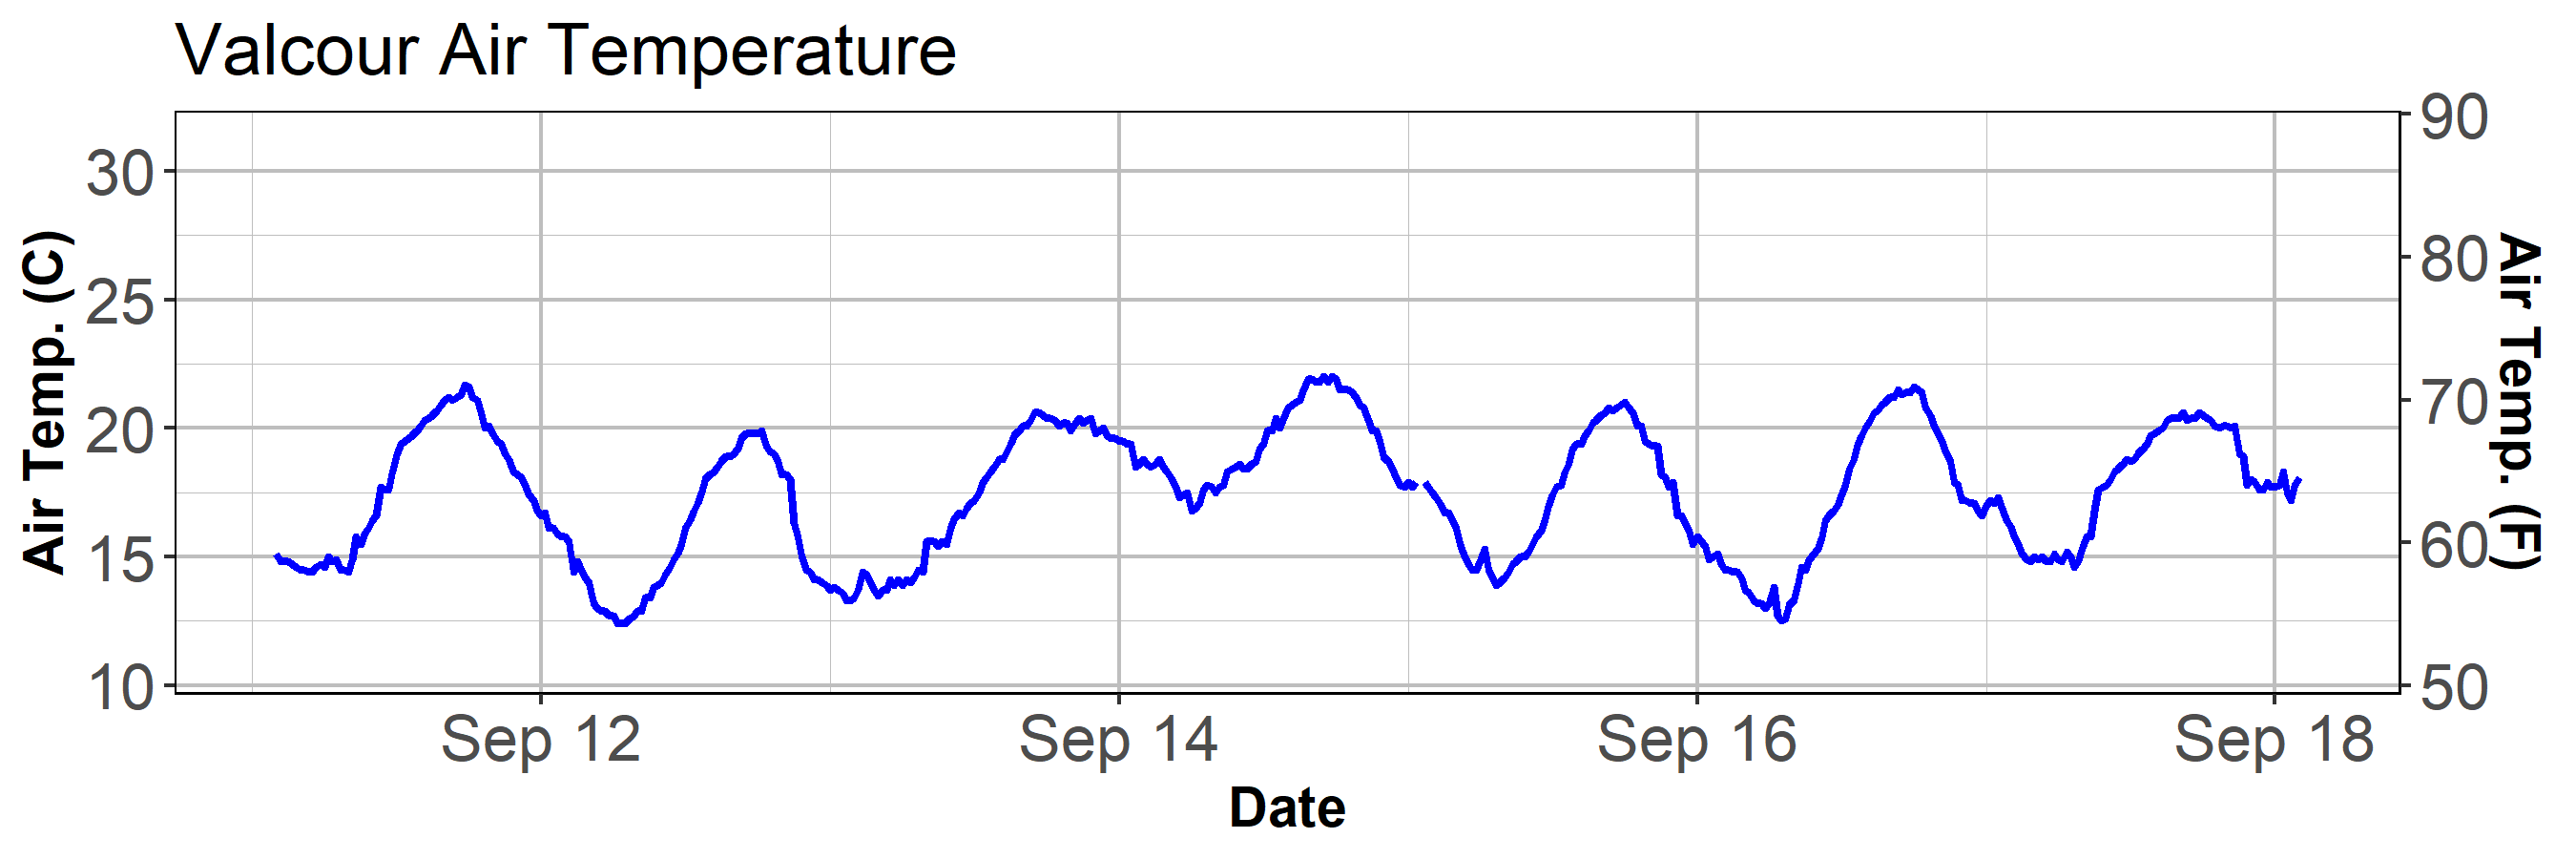 Valcour Air Temperature
Air Temp. (C)
30
25
20
15
10
90
80
70
60
50
Air Temp. (F)
Sep 12
Sep 14
Sep 16
Sep 18
Date